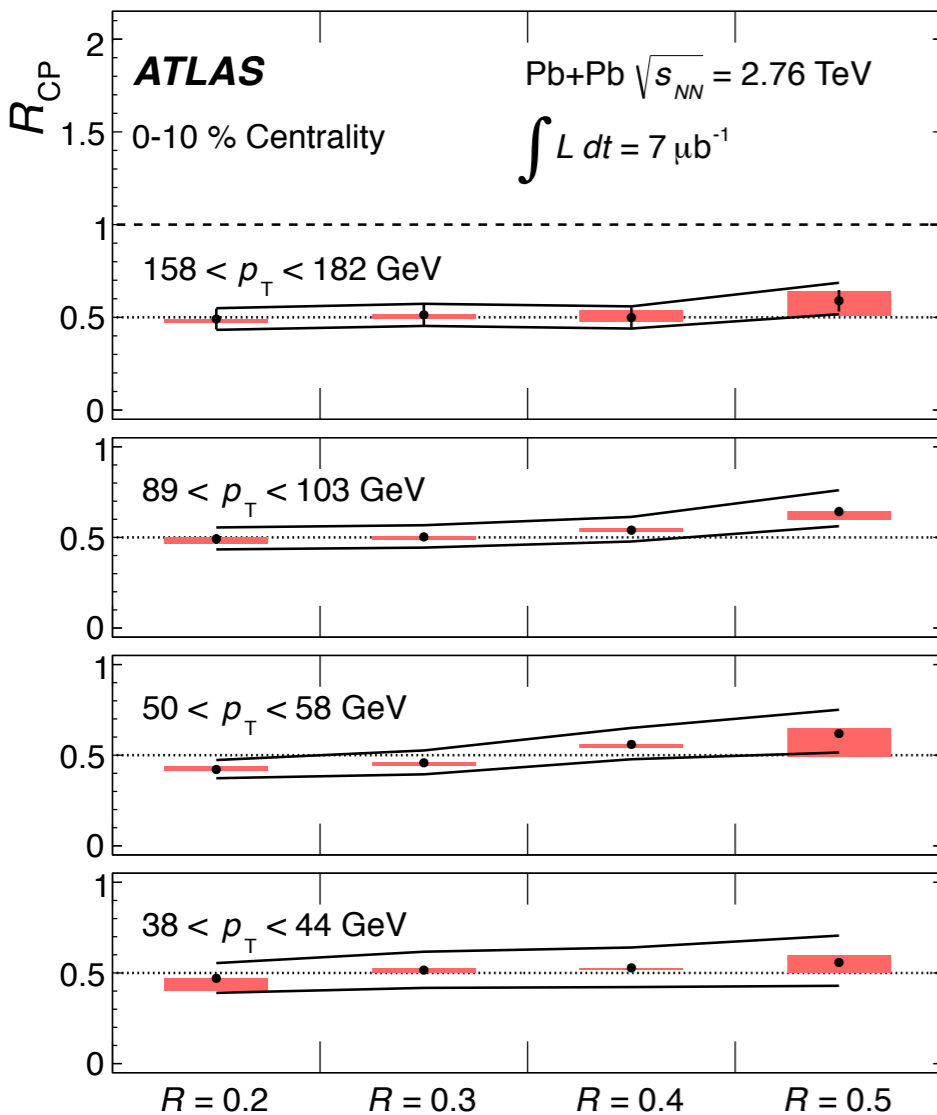 2
ATLAS
Pb+Pb √s_NN = 2.76 TeV
R_CP
1.5
0-10 % Centrality
∫ L dt = 7 μb⁻¹
1
158 < p_T < 182 GeV
0.5
0
1
89 < p_T < 103 GeV
0.5
0
1
50 < p_T < 58 GeV
0.5
0
1
38 < p_T < 44 GeV
0.5
0
R = 0.2 R = 0.3 R = 0.4 R = 0.5